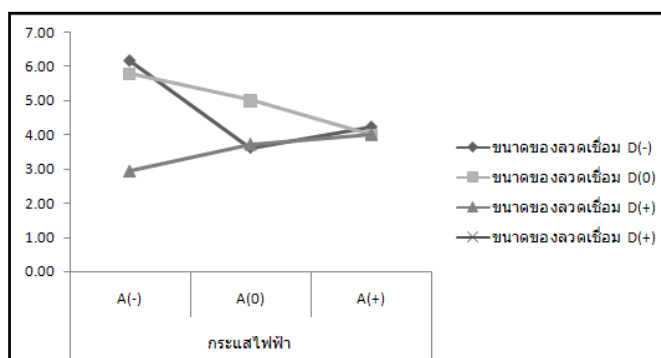 7.00
6.00
5.00
4.00
3.00
2.00
1.00
0.00
A(-) A(0) A(+)
กระแสไฟฟ้า
ขนาดของลวดเชื่อม D(-)
ขนาดของลวดเชื่อม D(0)
ขนาดของลวดเชื่อม D(+)
ขนาดของลวดเชื่อม D(+)